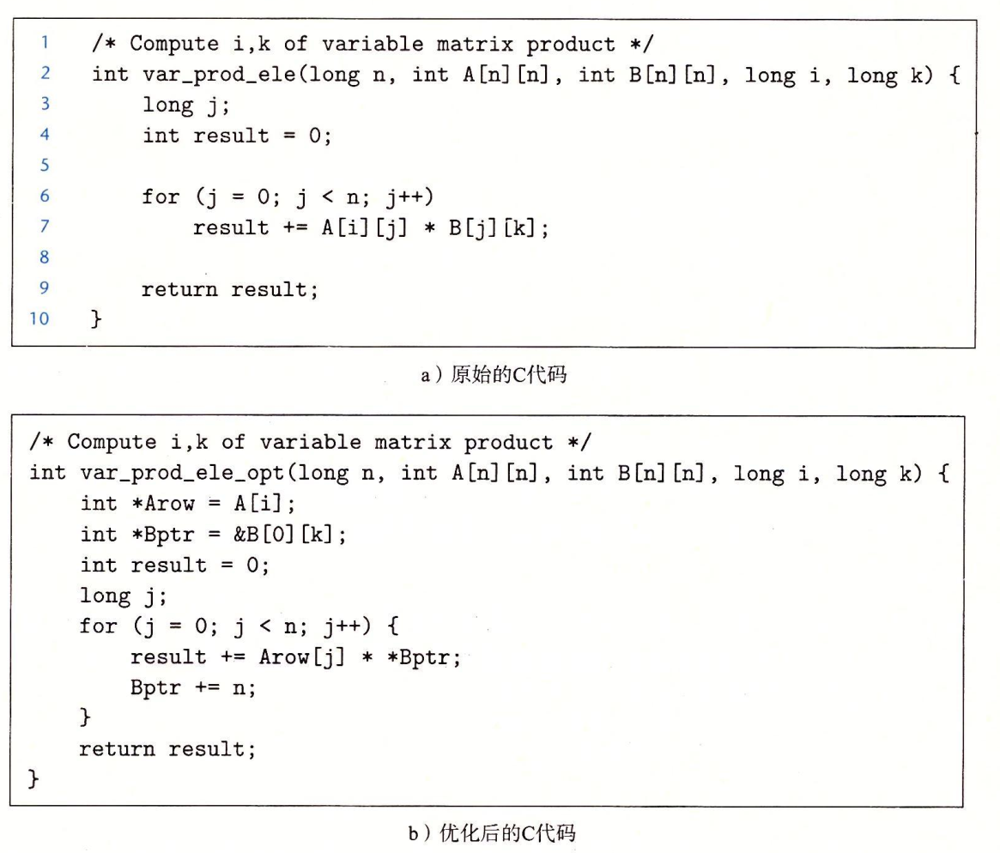 1 /* Compute i,k of variable matrix product */
2 int var_prod_ele(long n, int A[n][n], int B[n][n], long i, long k) {
3     long j;
4     int result = 0;
5
6     for (j = 0; j < n; j++)
7         result += A[i][j] * B[j][k];
8
9     return result;
10 }
a）原始的C代码
/* Compute i,k of variable matrix product */
int var_prod_ele_opt(long n, int A[n][n], int B[n][n], long i, long k) {
    int *Arow = A[i];
    int *Bptr = &B[0][k];
    int result = 0;
    long j;
    for (j = 0; j < n; j++) {
        result += Arow[j] * *Bptr;
        Bptr += n;
    }
    return result;
}
b）优化后的C代码